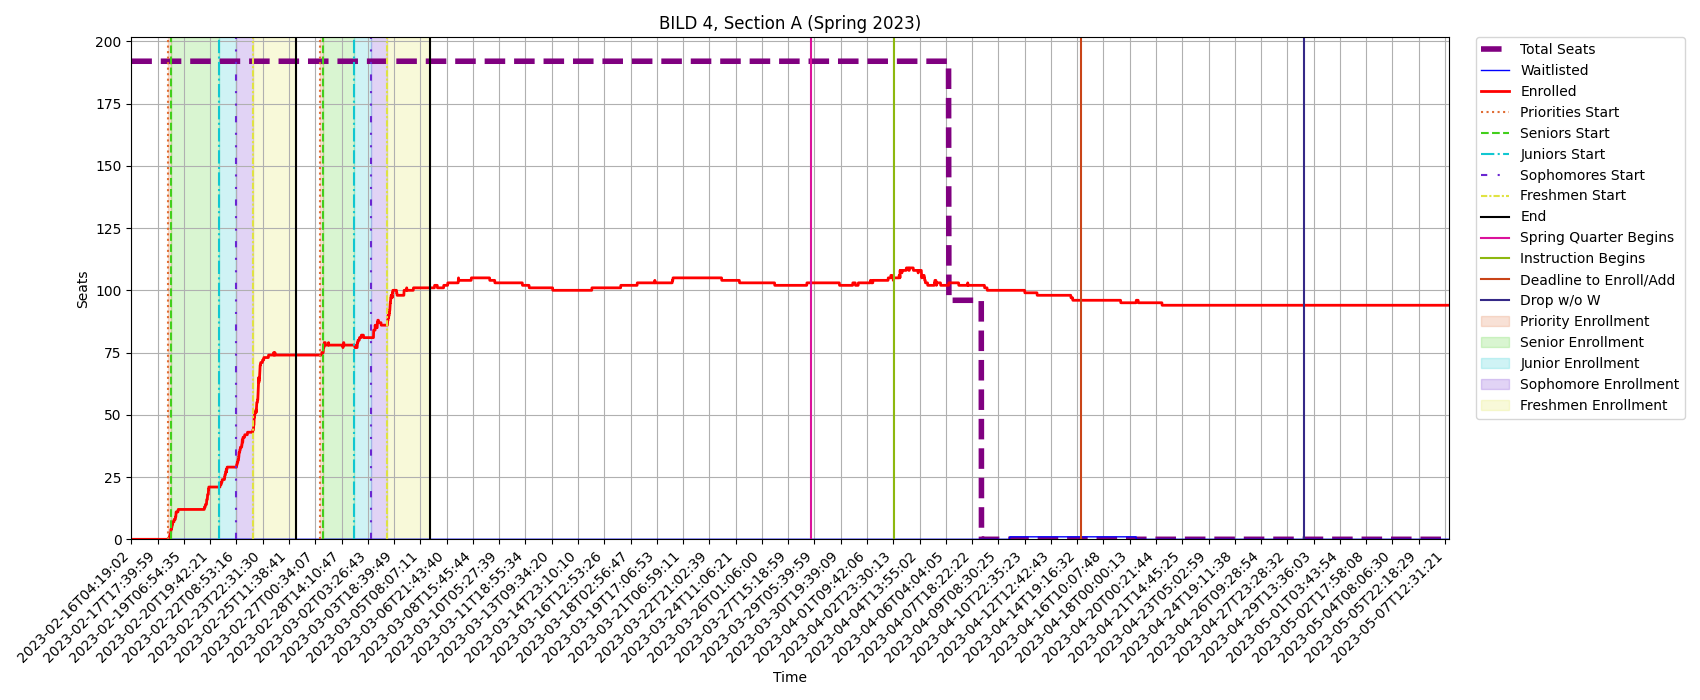 BILD 4, Section A (Spring 2023)
Seats
200
175
150
125
100
75
50
25
0
2023-02-16T04:19:02
2023-02-17T17:39:59
2023-02-19T06:54:35
2023-02-20T19:42:21
2023-02-22T08:53:16
2023-02-23T22:31:30
2023-02-25T11:38:41
2023-02-27T00:34:07
2023-02-28T14:10:47
2023-03-02T03:26:43
2023-03-03T18:39:49
2023-03-05T08:07:11
2023-03-06T21:43:40
2023-03-08T15:45:44
2023-03-10T05:27:39
2023-03-11T18:55:34
2023-03-13T09:34:20
2023-03-14T23:10:10
2023-03-16T12:53:26
2023-03-18T02:56:47
2023-03-19T17:06:53
2023-03-21T06:59:11
2023-03-22T21:02:39
2023-03-24T11:06:21
2023-03-26T01:06:00
2023-03-27T15:18:59
2023-03-29T05:39:59
2023-03-30T19:39:09
2023-04-01T09:42:06
2023-04-02T23:30:13
2023-04-04T13:55:02
2023-04-06T04:04:05
2023-04-07T18:22:22
2023-04-09T08:30:25
2023-04-10T22:35:23
2023-04-12T12:42:43
2023-04-14T19:16:32
2023-04-16T10:07:48
2023-04-18T00:00:13
2023-04-20T00:21:44
2023-04-21T14:45:25
2023-04-23T05:02:59
2023-04-24T19:11:38
2023-04-26T09:28:54
2023-04-27T23:28:32
2023-04-29T13:36:03
2023-05-01T03:43:54
2023-05-02T17:58:08
2023-05-04T08:06:30
2023-05-05T22:18:29
2023-05-07T12:31:21
Time
Total Seats
Waitlisted
Enrolled
Priorities Start
Seniors Start
Juniors Start
Sophomores Start
Freshmen Start
End
Spring Quarter Begins
Instruction Begins
Deadline to Enroll/Add
Drop w/o W
Priority Enrollment
Senior Enrollment
Junior Enrollment
Sophomore Enrollment
Freshmen Enrollment